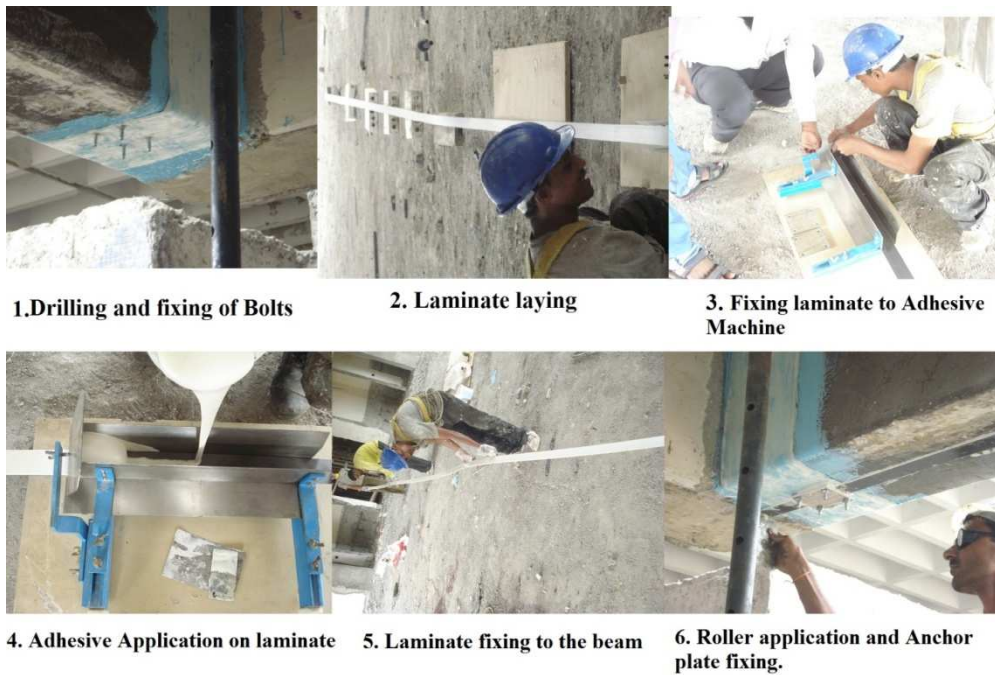 1.Drilling and fixing of Bolts
2. Laminate laying
3. Fixing laminate to Adhesive
Machine
4. Adhesive Application on laminate
5. Laminate fixing to the beam
6. Roller application and Anchor
plate fixing.